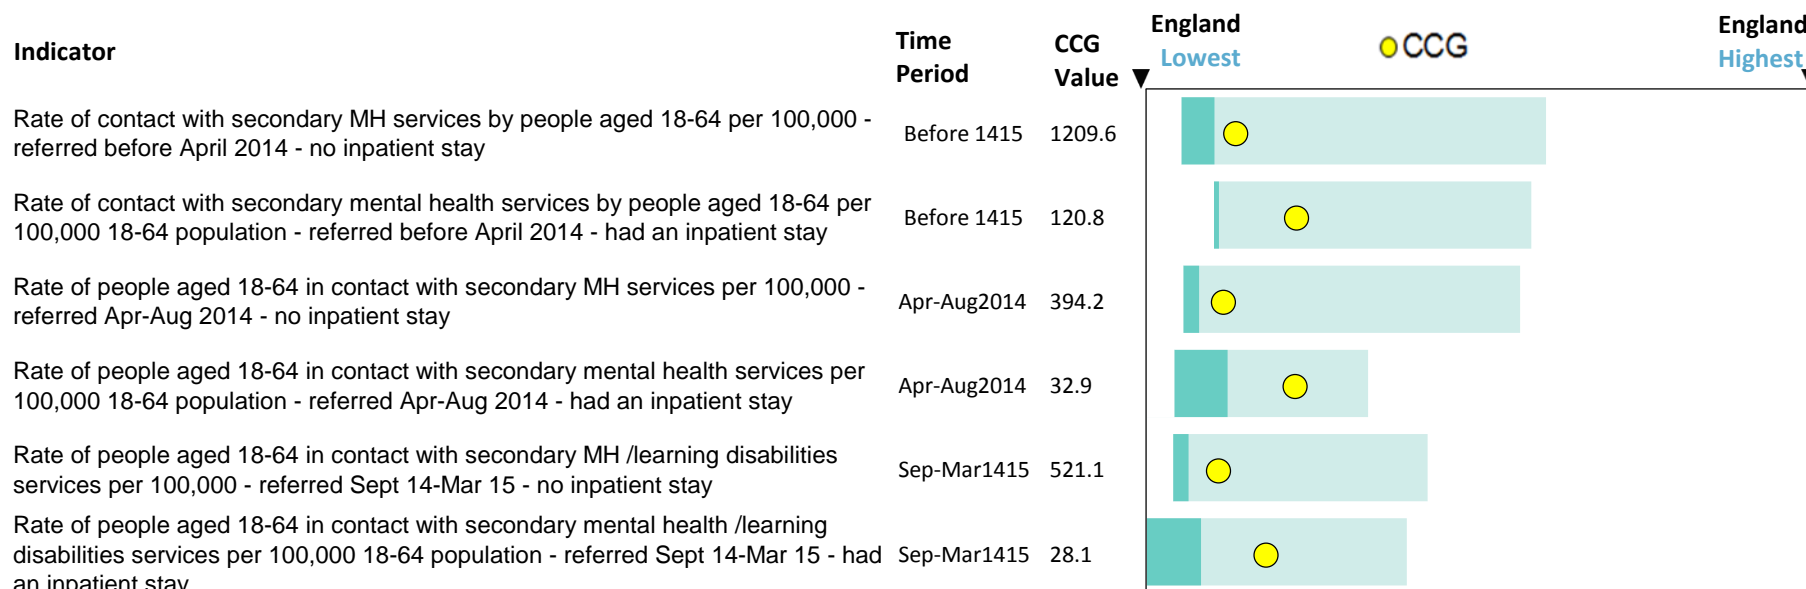 Indicator
Time Period
CCG Value
England Lowest
CCG
England Highest
Rate of contact with secondary MH services by people aged 18-64 per 100,000 -
referred before April 2014 - no inpatient stay
Before 1415
1209.6
Rate of contact with secondary mental health services by people aged 18-64 per
100,000 18-64 population - referred before April 2014 - had an inpatient stay
Before 1415
120.8
Rate of people aged 18-64 in contact with secondary MH services per 100,000 -
referred Apr-Aug 2014 - no inpatient stay
Apr-Aug2014
394.2
Rate of people aged 18-64 in contact with secondary mental health services per
100,000 18-64 population - referred Apr-Aug 2014 - had an inpatient stay
Apr-Aug2014
32.9
Rate of people aged 18-64 in contact with secondary MH /learning disabilities
services per 100,000 - referred Sept 14-Mar 15 - no inpatient stay
Sep-Mar1415
521.1
Rate of people aged 18-64 in contact with secondary mental health /learning
disabilities services per 100,000 18-64 population - referred Sept 14-Mar 15 - had
an inpatient stay
Sep-Mar1415
28.1